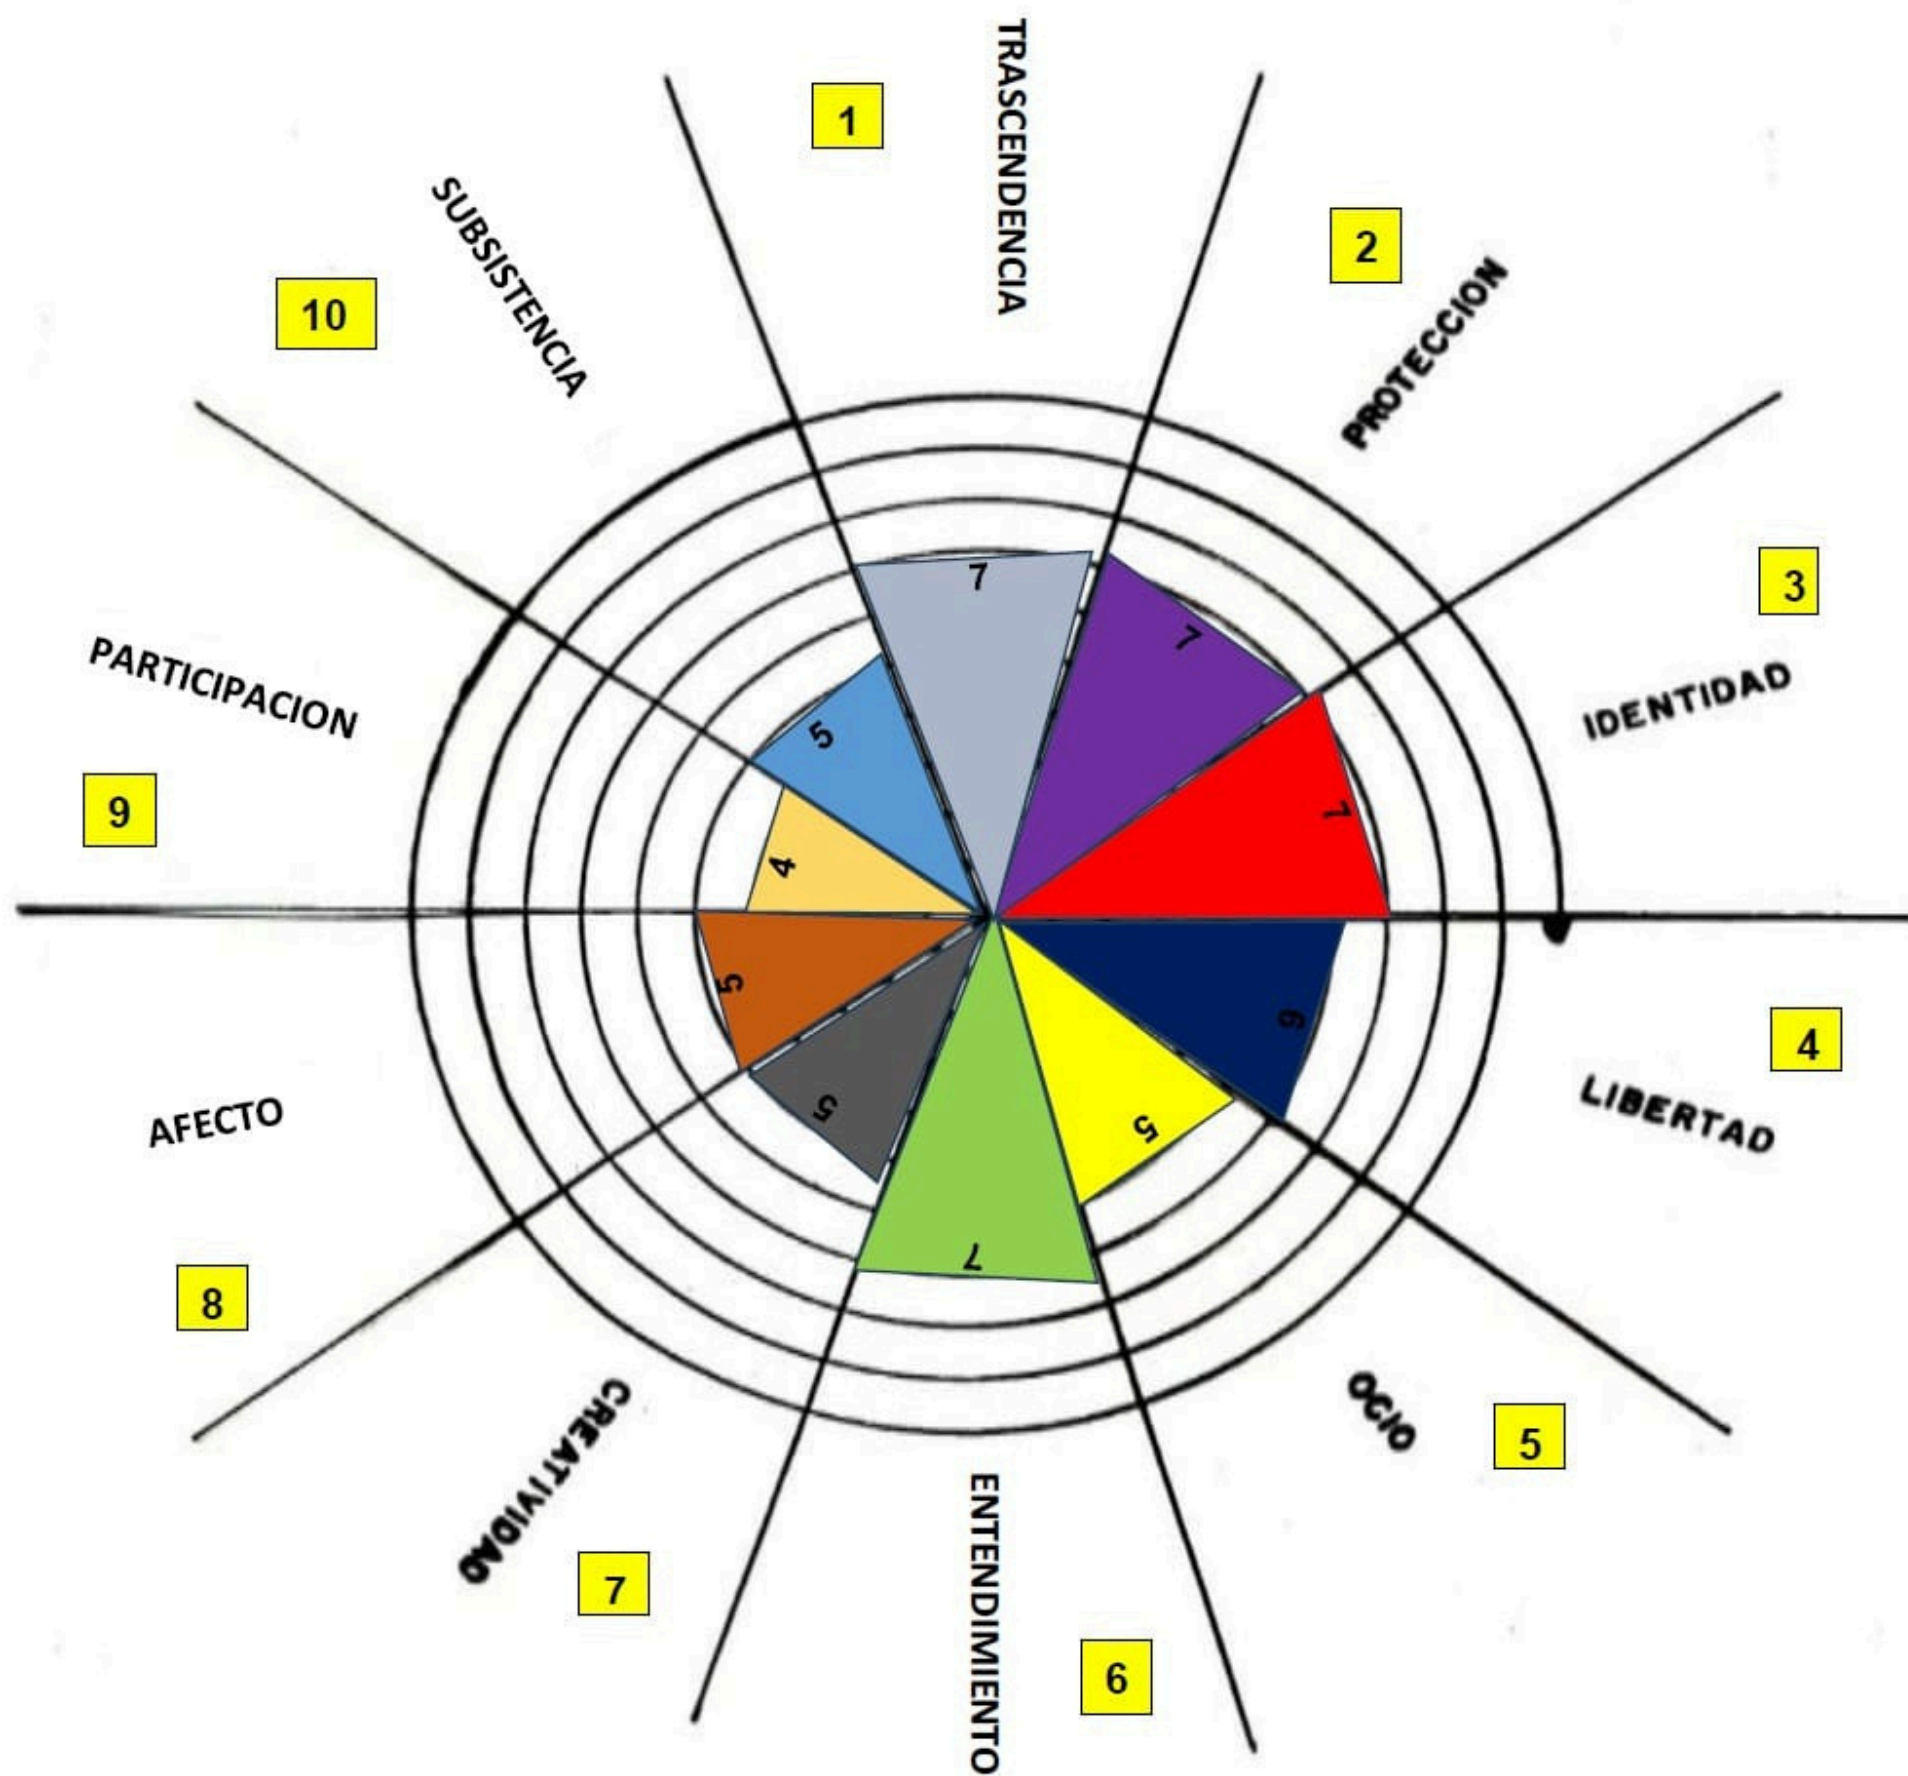 1
TRASCENDENCIA
2
PROTECCION
3
IDENTIDAD
4
LIBERTAD
5
OCIO
6
ENTENDIMIENTO
7
CREATIVIDAD
8
AFECTO
9
PARTICIPACION
10
SUBSISTENCIA
7
7
7
6
5
7
5
5
4
5